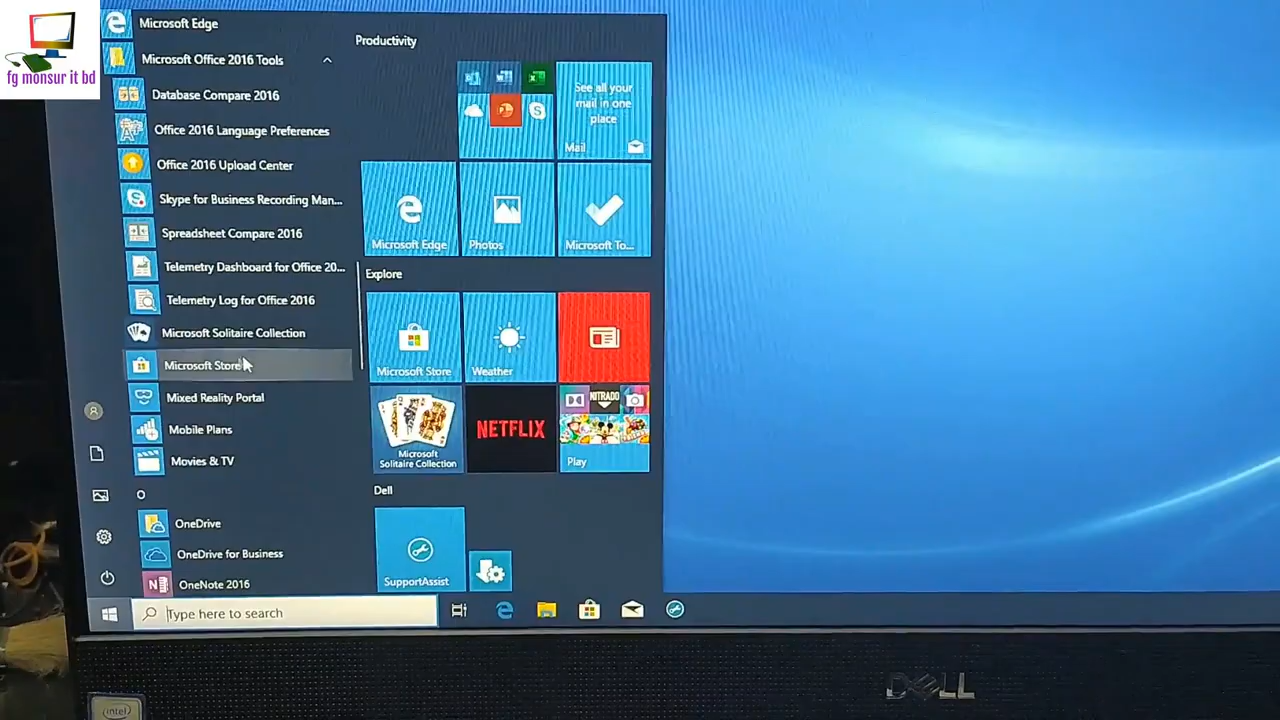 fg monsur it bd
Microsoft Edge
Microsoft Office 2016 Tools
Database Compare 2016
Office 2016 Language Preferences
Office 2016 Upload Center
Skype for Business Recording Man...
Spreadsheet Compare 2016
Telemetry Dashboard for Office 20...
Telemetry Log for Office 2016
Microsoft Solitaire Collection
Microsoft Store
Mixed Reality Portal
Mobile Plans
Movies & TV
O
OneDrive
OneDrive for Business
N
OneNote 2016
Type here to search
Productivity
See all your
mail in one
place
Mail
Microsoft Edge
Photos
Microsoft To...
Explore
Microsoft Store
Weather
Microsoft
Solitaire Collection
NETFLIX
NITRADO
Play
Dell
SupportAssist
DELL
intel